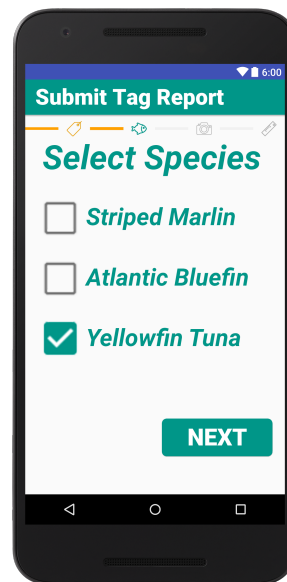 6:00
Submit Tag Report
Select Species
Striped Marlin
Atlantic Bluefin
Yellowfin Tuna
NEXT